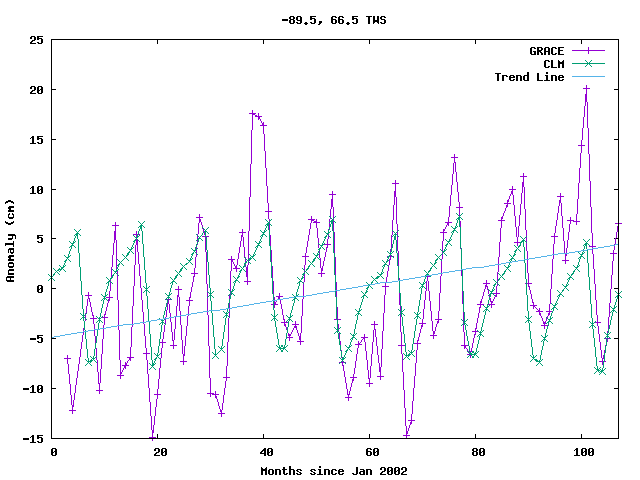 -89.5, 66.5 TWS
25
20
15
10
5
0
-5
-10
-15
Anomaly (cm)
GRACE
CLM
Trend Line
0 20 40 60 80 100
Months since Jan 2002